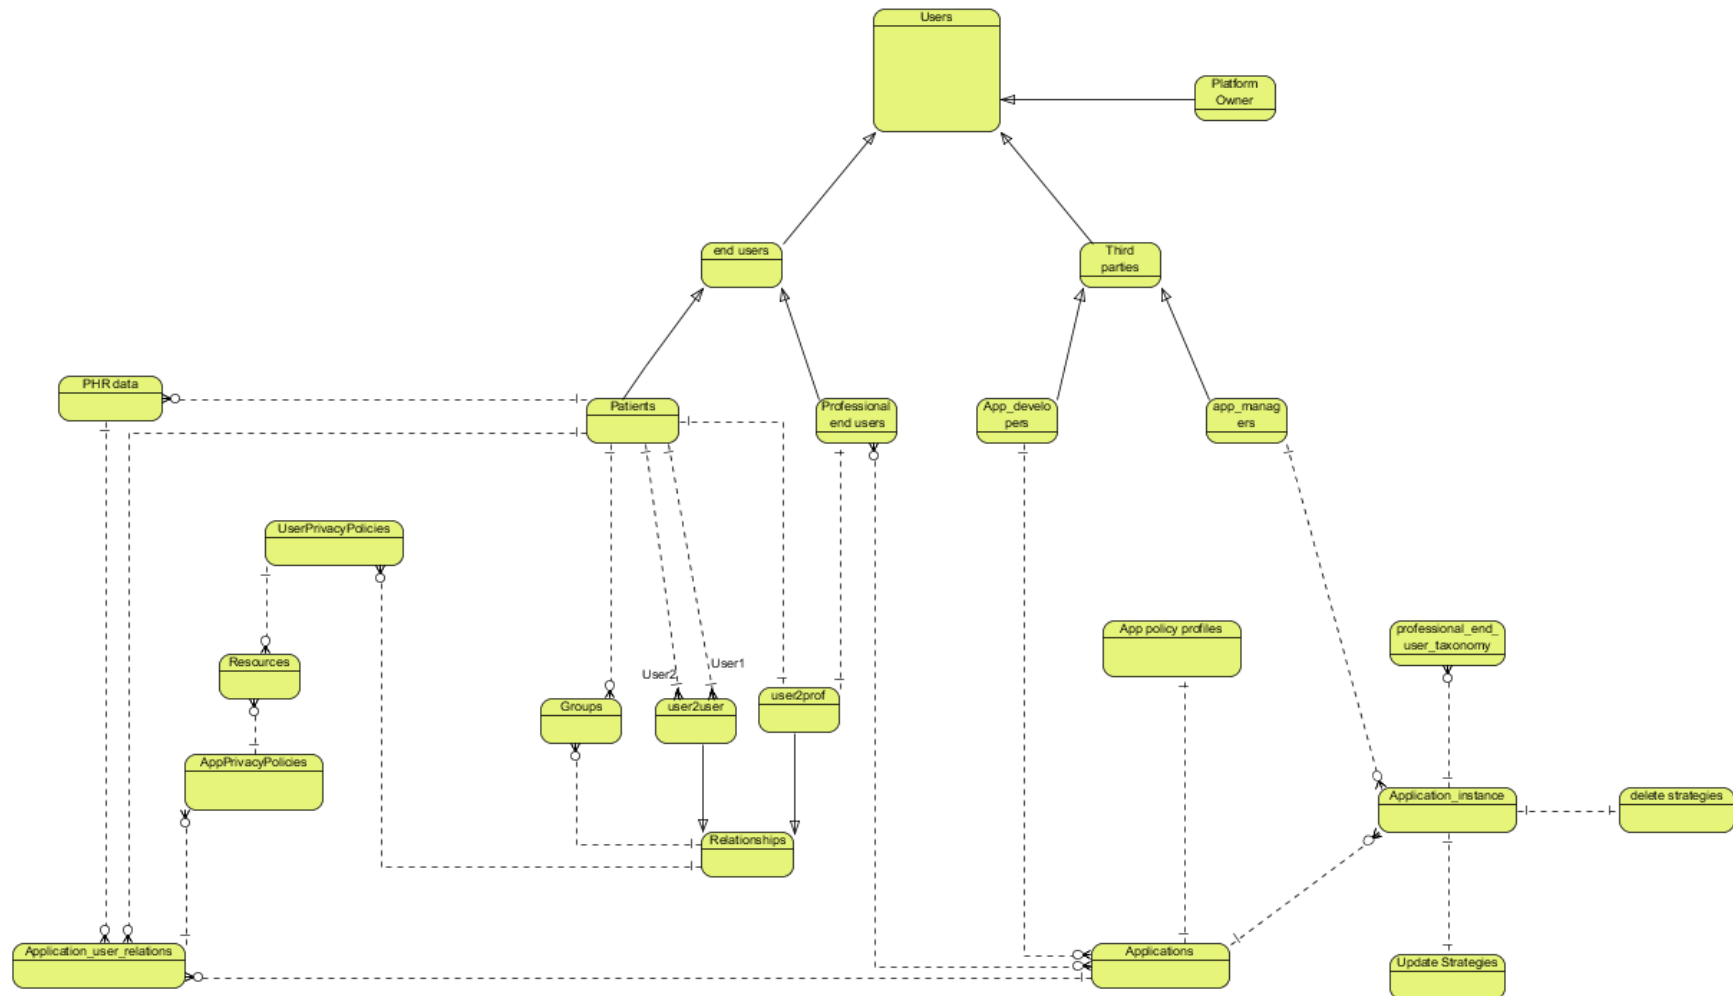 Users
Platform
Owner
end users
Third
parties
PHR data
Patients
Professional
end users
App_develo
pers
app_manag
ers
UserPrivacyPolicies
App policy profiles
professional_end_
user_taxonomy
Resources
User2
User1
Groups
user2user
user2prof
AppPrivacyPolicies
Application_instance
delete strategies
Relationships
Application_user_relations
Applications
Update Strategies